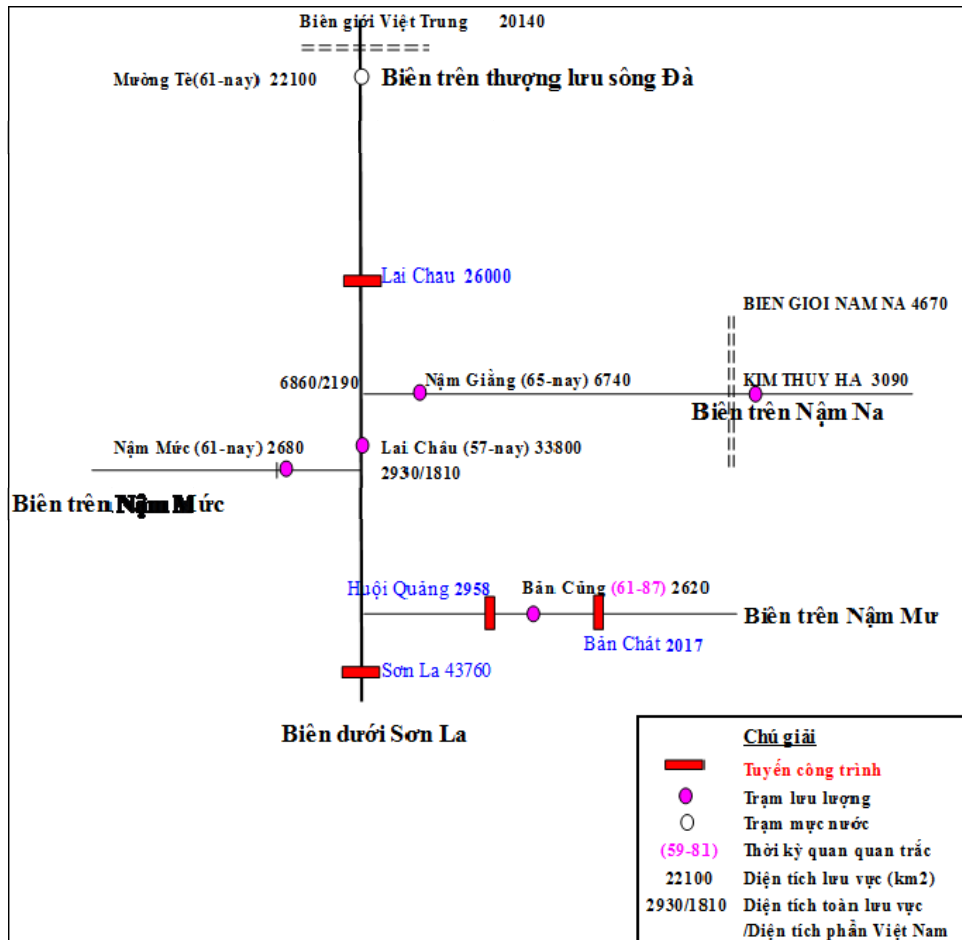 Biên giới Việt Trung 20140
Mường Tè(61-nay) 22100
Biên trên thượng lưu sông Đà
Lai Chau 26000
BIEN GIOI NAM NA 4670
6860/2190
Nậm Giằng (65-nay) 6740
KIM THUY HA 3090
Biên trên Nậm Na
Nậm Mức (61-nay) 2680
Lai Châu (57-nay) 33800
2930/1810
Biên trên Nậm Mức
Huội Quảng 2958
Bản Củng (61-87) 2620
Biên trên Nậm Mư
Bản Chát 2017
Sơn La 43760
Biên dưới Sơn La
Chú giải
Tuyến công trình
Trạm lưu lượng
Trạm mực nước
(59-81) Thời kỳ quan quan trắc
22100 Diện tích lưu vực (km2)
2930/1810 Diện tích toàn lưu vực
/Diện tích phần Việt Nam